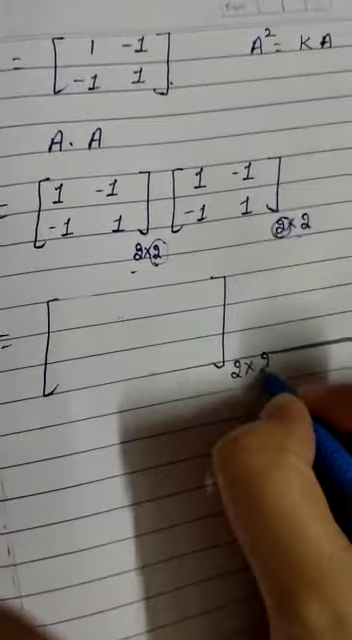 = [ 1 -1 ] A² = K A
[ -1 1 ]
A. A
= [ 1 -1 ] [ 1 -1 ]
[ -1 1 ] [ -1 1 ]
2×2 2×2
= [ ]
2×2